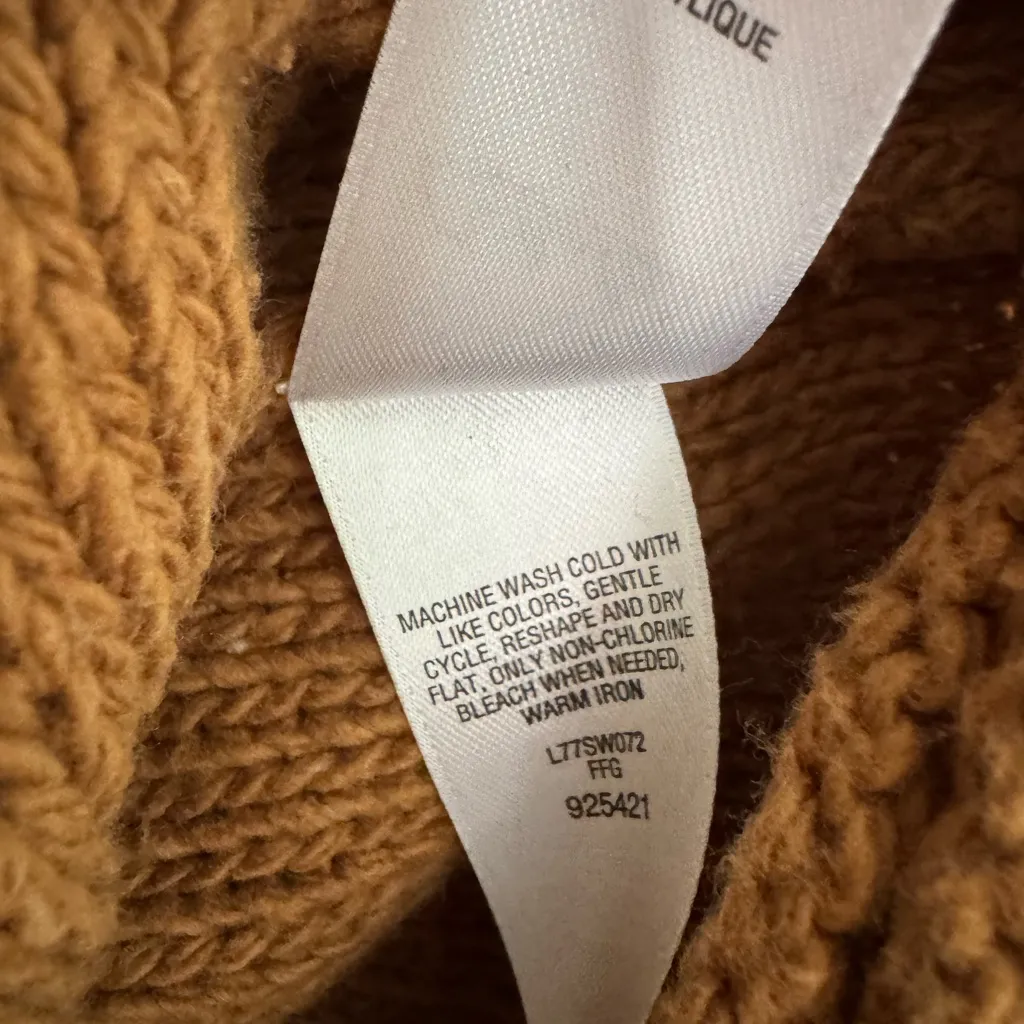 MACHINE WASH COLD WITH
LIKE COLORS, GENTLE
CYCLE, RESHAPE AND DRY
FLAT, ONLY NON-CHLORINE
BLEACH WHEN NEEDED,
WARM IRON
L77SW072
FFG
925421